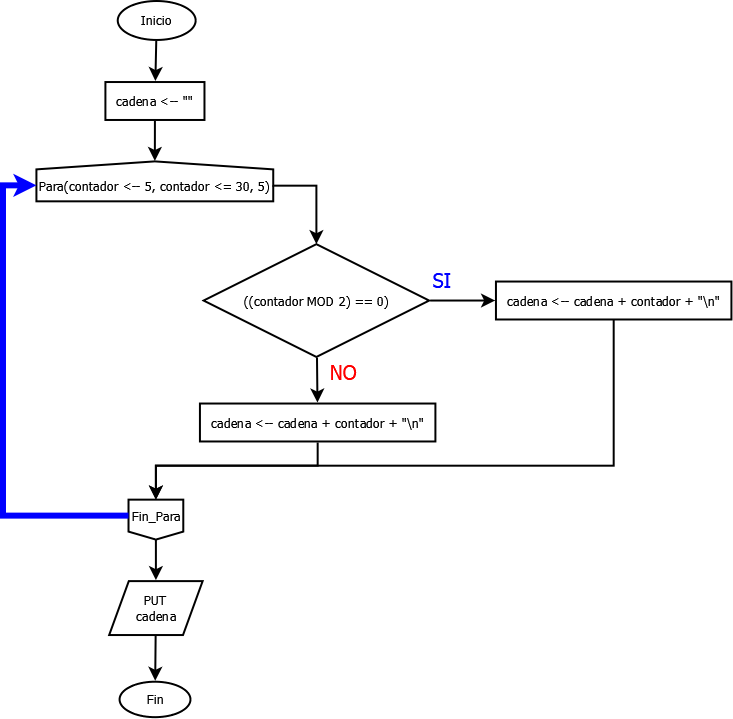 Inicio
cadena <− ""
Para(contador <− 5, contador <= 30, 5)
((contador MOD 2) == 0)
SI
cadena <− cadena + contador + "\n"
NO
cadena <− cadena + contador + "\n"
Fin_Para
PUT
cadena
Fin